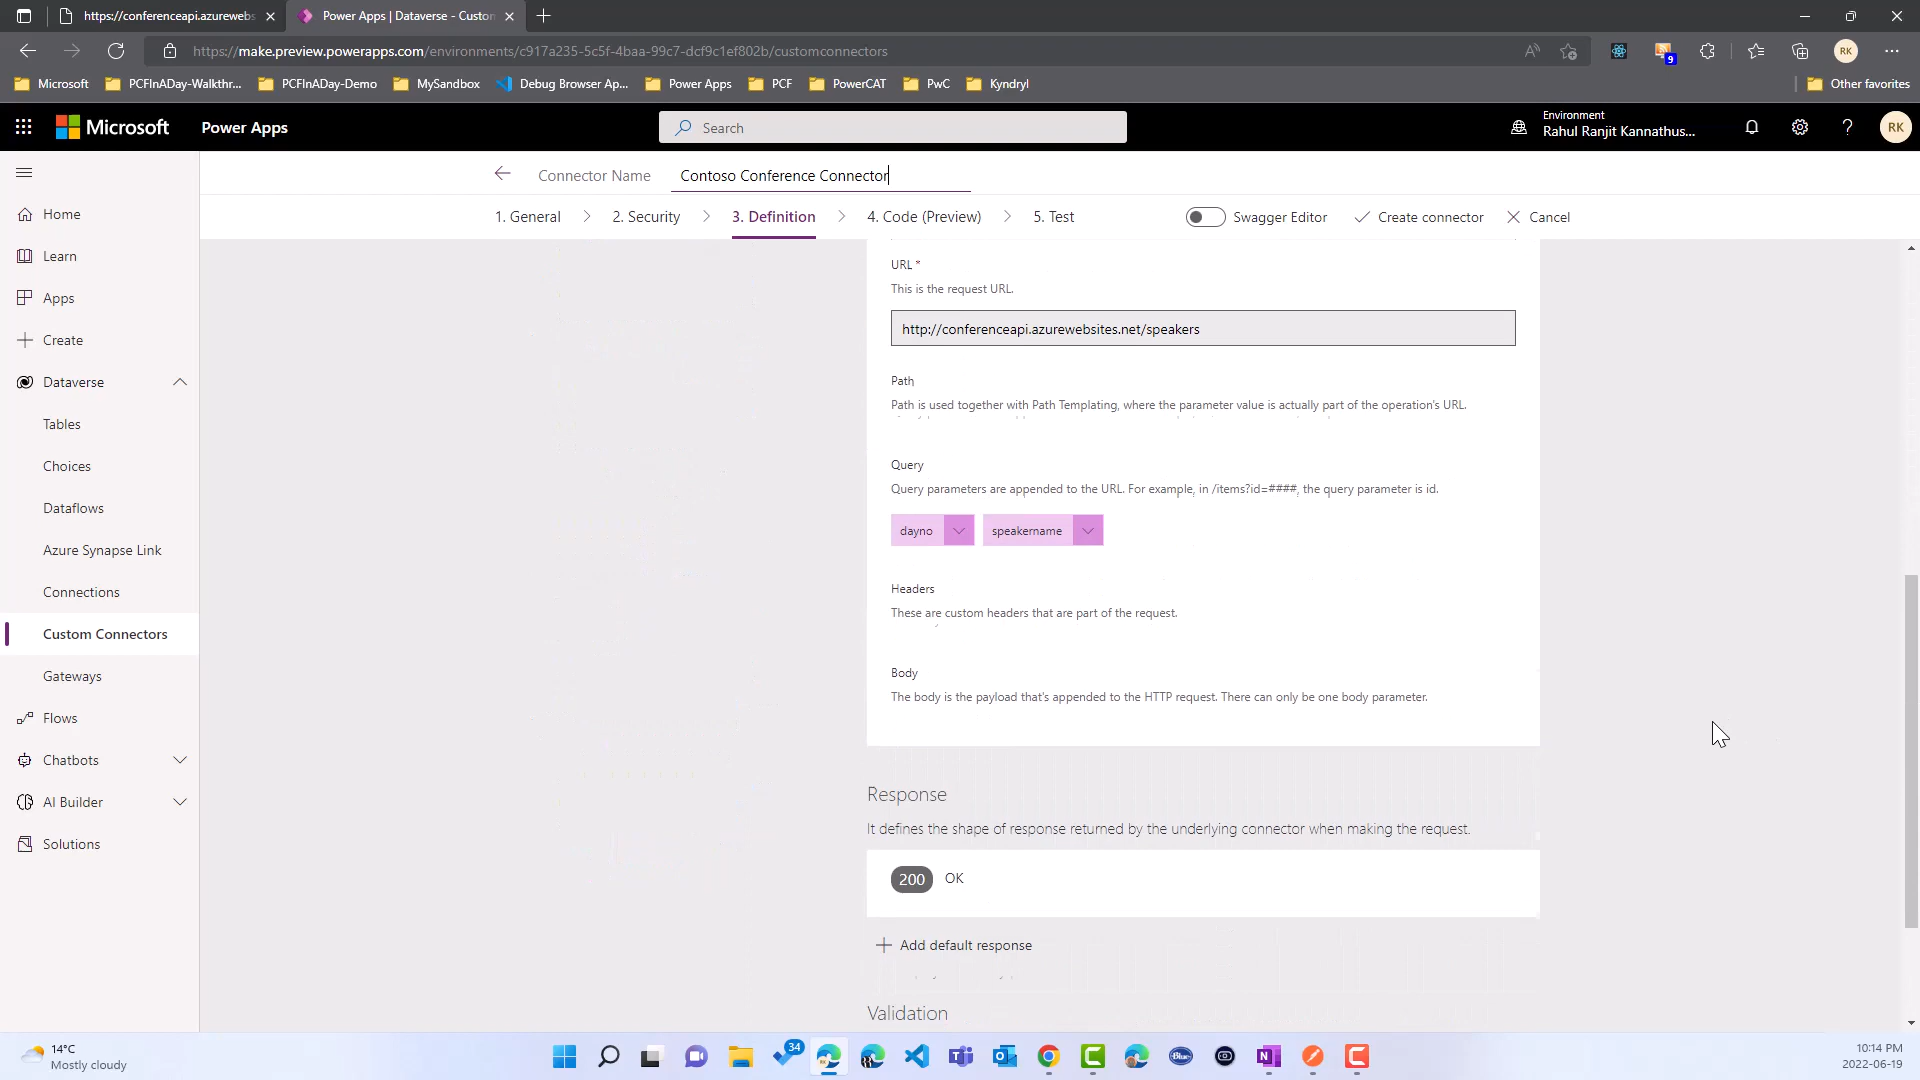 https://conferenceapi.azurewebs
Power Apps | Dataverse - Custom
https://make.preview.powerapps.com/environments/c917a235-5c5f-4baa-99c7-dcf9c1ef802b/customconnectors
RK
9
Microsoft
PCFInADay-Walkthr...
PCFInADay-Demo
MySandbox
Debug Browser Ap...
Power Apps
PCF
PowerCAT
PwC
Kyndryl
Other favorites
Microsoft
Power Apps
Search
Environment
Rahul Ranjit Kannathus...
RK
Connector Name
Contoso Conference Connector
1. General
2. Security
3. Definition
4. Code (Preview)
5. Test
Swagger Editor
Create connector
Cancel
Home
Learn
Apps
Create
Dataverse
Tables
Choices
Dataflows
Azure Synapse Link
Connections
Custom Connectors
Gateways
Flows
Chatbots
AI Builder
Solutions
URL *
This is the request URL.
http://conferenceapi.azurewebsites.net/speakers
Path
Path is used together with Path Templating, where the parameter value is actually part of the operation's URL.
Query
Query parameters are appended to the URL. For example, in /items?id=####, the query parameter is id.
dayno
speakername
Headers
These are custom headers that are part of the request.
Body
The body is the payload that's appended to the HTTP request. There can only be one body parameter.
Response
It defines the shape of response returned by the underlying connector when making the request.
200 OK
Add default response
Validation
14°C
Mostly cloudy
34
Blue
10:14 PM
2022-06-19